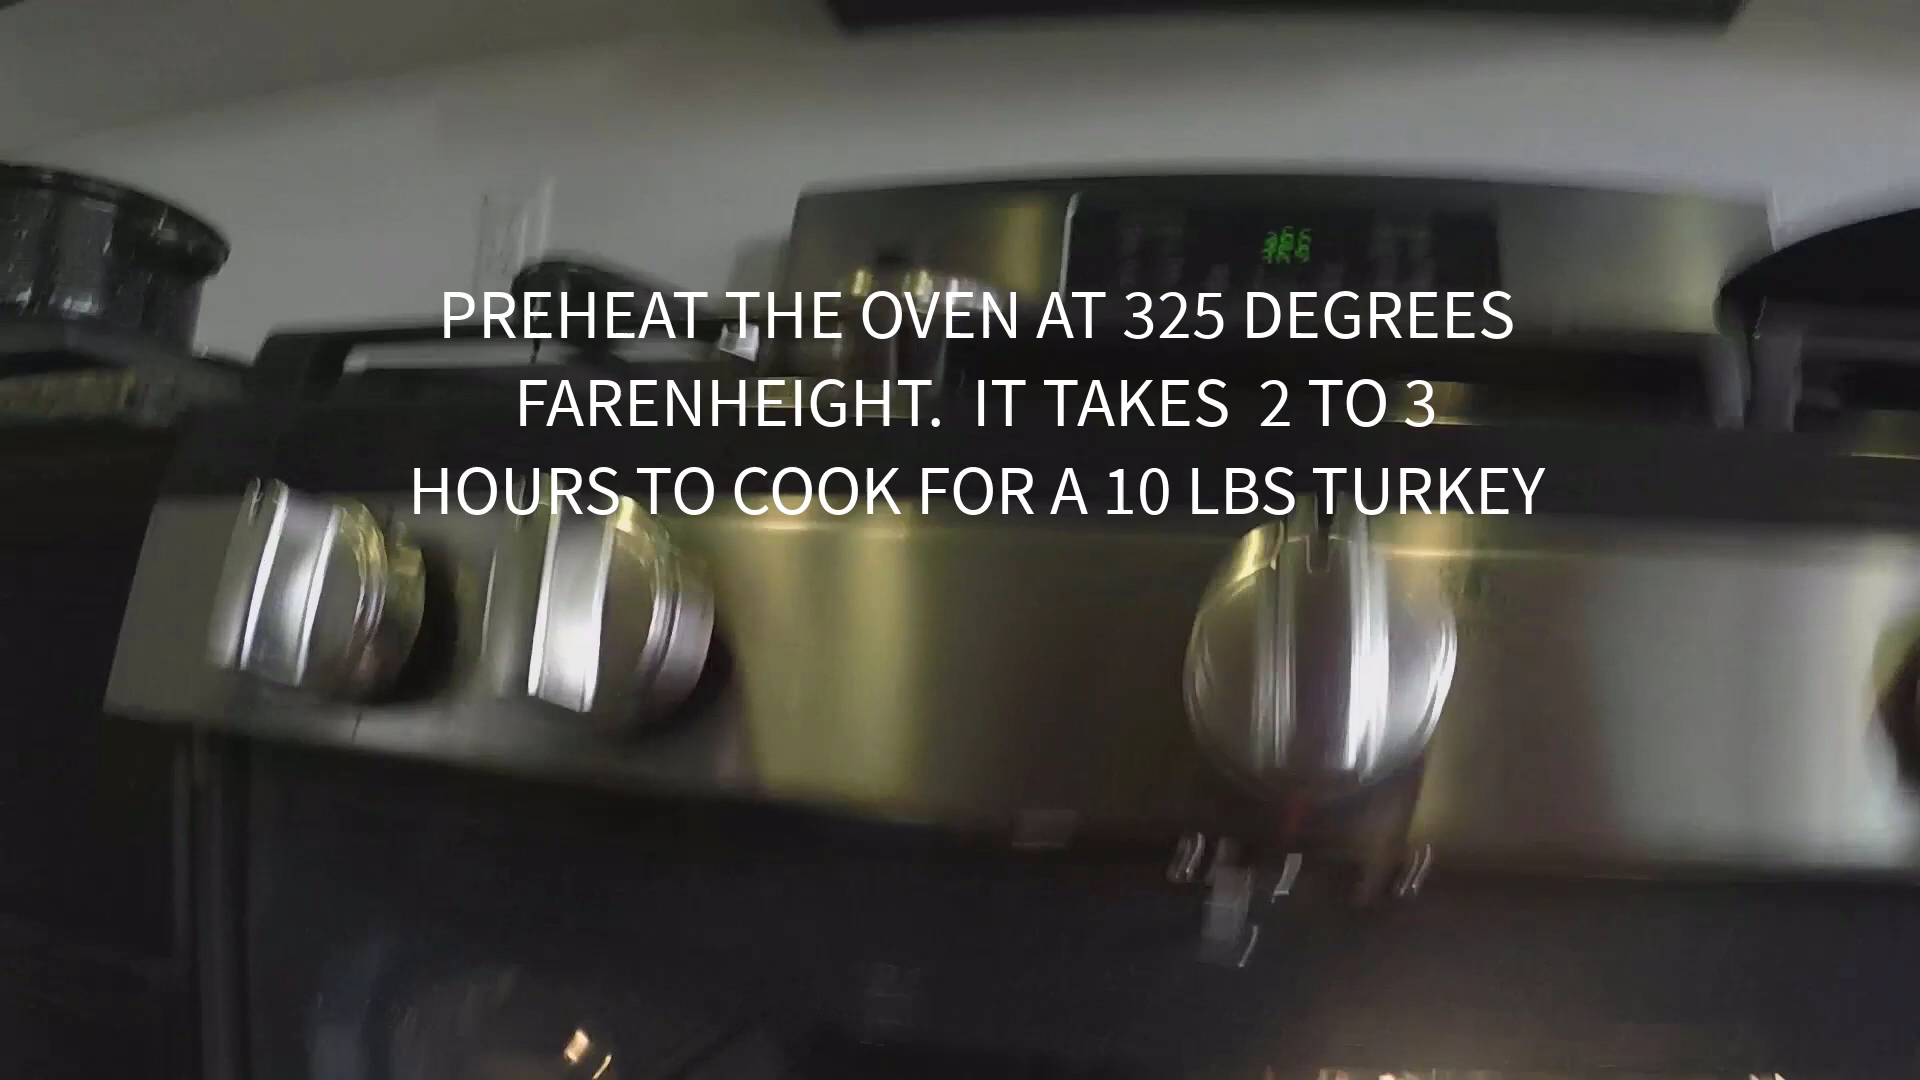 PREHEAT THE OVEN AT 325 DEGREES
FARENHEIGHT.  IT TAKES  2 TO 3
HOURS TO COOK FOR A 10 LBS TURKEY